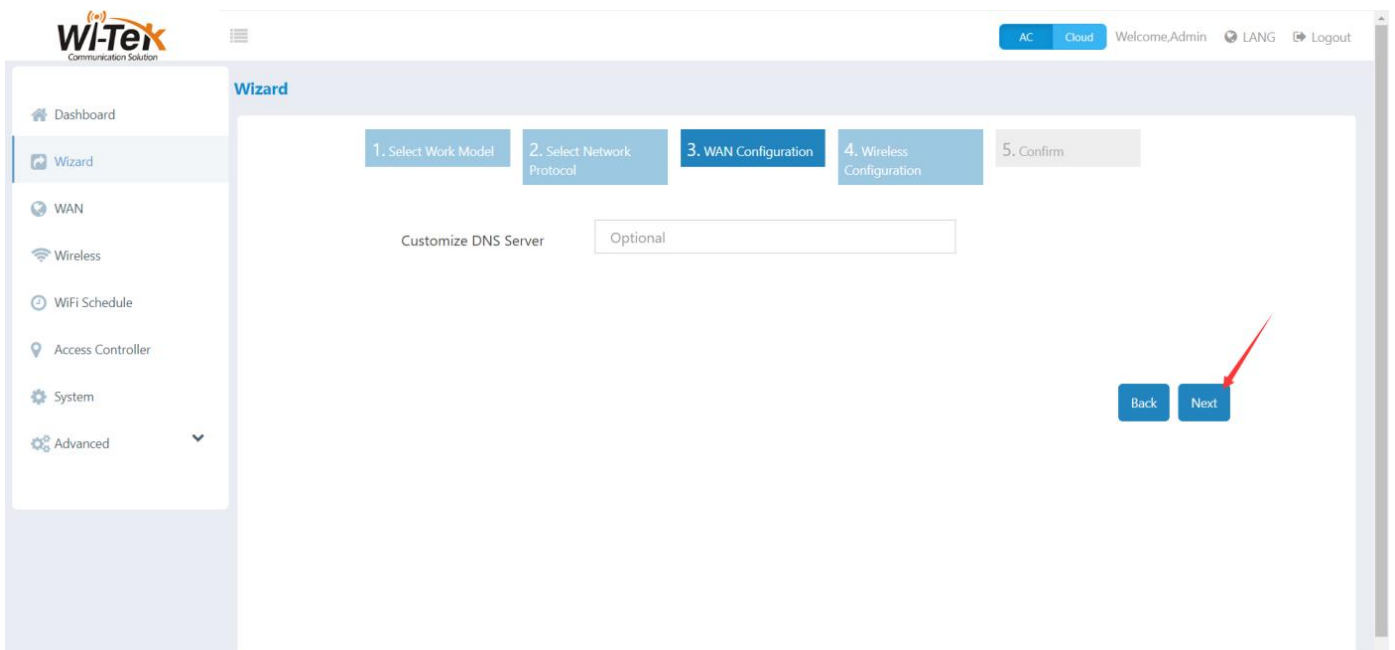 Wi-Tek
Communication Solution
AC Cloud Welcome,Admin LANG Logout
Wizard
Dashboard
Wizard
WAN
Wireless
WiFi Schedule
Access Controller
System
Advanced
1. Select Work Model
2. Select Network
Protocol
3. WAN Configuration
4. Wireless
Configuration
5. Confirm
Customize DNS Server Optional
Back Next